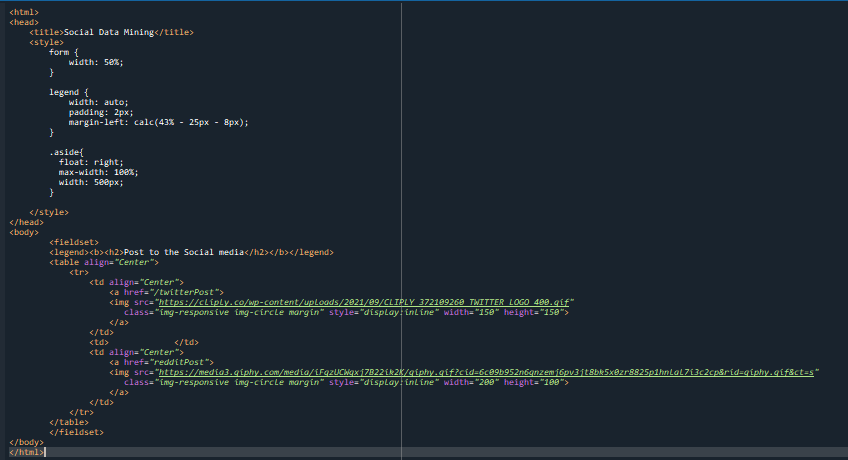 <html>
<head>
    <title>Social Data Mining</title>
    <style>
        form {
            width: 50%;
        }

        legend {
            width: auto;
            padding: 2px;
            margin-left: calc(43% - 25px - 8px);
        }

        .aside{
          float: right;
          max-width: 100%;
          width: 500px;
        }

    </style>
</head>
<body>
        <fieldset>
        <legend><b><h2>Post to the Social media</h2></b></legend>
        <table align="Center">
            <tr>
                <td align="Center">
                    <a href="/twitterPost">
                    <img src="https://cliply.co/wp-content/uploads/2021/09/CLIPLY_372109260_TWITTER_LOGO_400.gif"
                       class="img-responsive img-circle margin" style="display:inline" width="150" height="150">
                    </a>
                </td>
                <td>             </td>
                <td align="Center">
                    <a href="redditPost">
                    <img src="https://media3.giphy.com/media/iFqzUCWqxj7B22ik2K/giphy.gif?cid=6c09b952n6qnzemj6pv3jt8bk5x0zr8825p1hnlal7i3c2cp&rid=giphy.gif&ct=s"
                       class="img-responsive img-circle margin" style="display:inline" width="200" height="100">
                    </a>
                </td>
            </tr>
        </table>
        </fieldset>
</body>
</html>